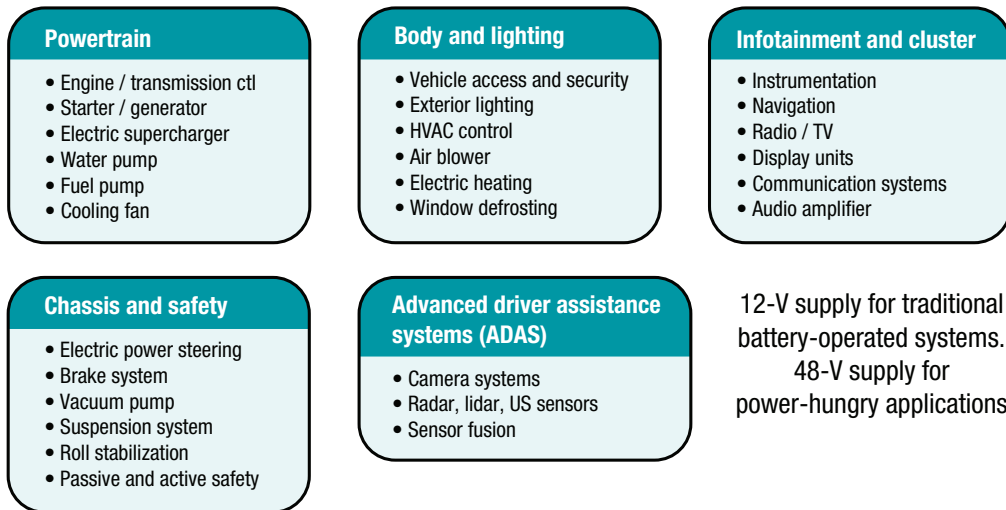 Powertrain
• Engine / transmission ctl
• Starter / generator
• Electric supercharger
• Water pump
• Fuel pump
• Cooling fan
Body and lighting
• Vehicle access and security
• Exterior lighting
• HVAC control
• Air blower
• Electric heating
• Window defrosting
Infotainment and cluster
• Instrumentation
• Navigation
• Radio / TV
• Display units
• Communication systems
• Audio amplifier
Chassis and safety
• Electric power steering
• Brake system
• Vacuum pump
• Suspension system
• Roll stabilization
• Passive and active safety
Advanced driver assistance
systems (ADAS)
• Camera systems
• Radar, lidar, US sensors
• Sensor fusion
12-V supply for traditional
battery-operated systems.
48-V supply for
power-hungry applications